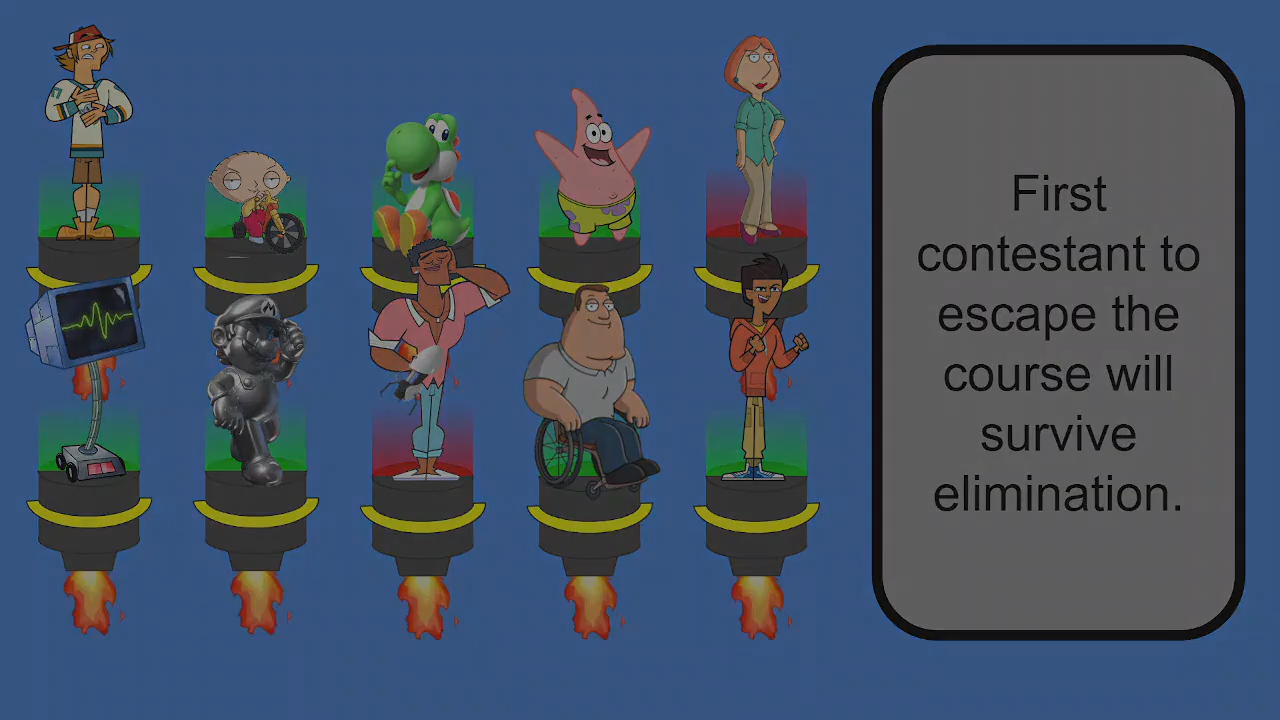 First
contestant to
escape the
course will
survive
elimination.